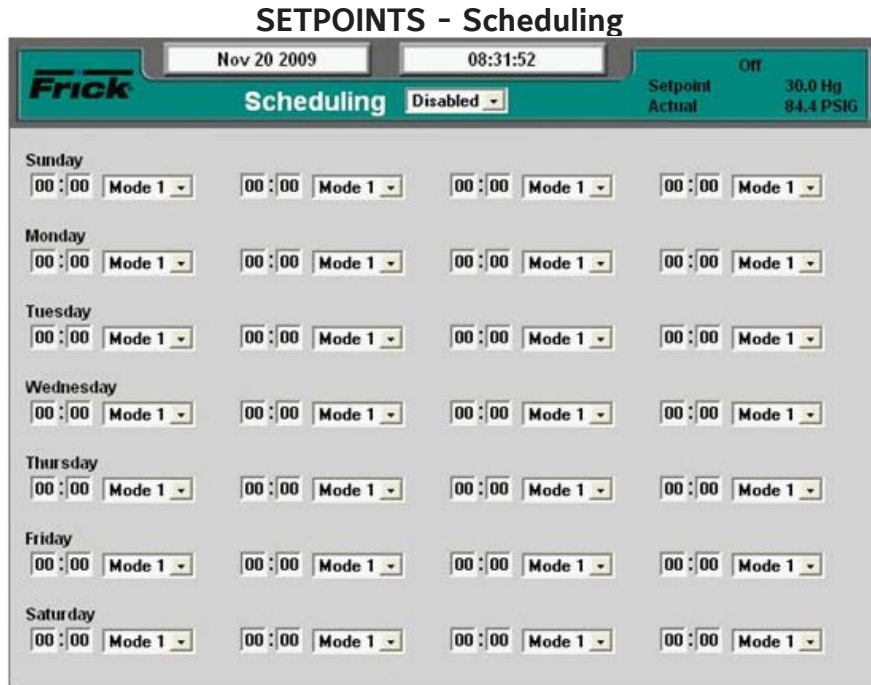 SETPOINTS - Scheduling
Nov 20 2009 08:31:52
Off
Frick
Scheduling Disabled
Setpoint 30.0 Hg
Actual 84.4 PSIG
Sunday
00 : 00 Mode 1 00 : 00 Mode 1 00 : 00 Mode 1 00 : 00 Mode 1
Monday
00 : 00 Mode 1 00 : 00 Mode 1 00 : 00 Mode 1 00 : 00 Mode 1
Tuesday
00 : 00 Mode 1 00 : 00 Mode 1 00 : 00 Mode 1 00 : 00 Mode 1
Wednesday
00 : 00 Mode 1 00 : 00 Mode 1 00 : 00 Mode 1 00 : 00 Mode 1
Thursday
00 : 00 Mode 1 00 : 00 Mode 1 00 : 00 Mode 1 00 : 00 Mode 1
Friday
00 : 00 Mode 1 00 : 00 Mode 1 00 : 00 Mode 1 00 : 00 Mode 1
Saturday
00 : 00 Mode 1 00 : 00 Mode 1 00 : 00 Mode 1 00 : 00 Mode 1